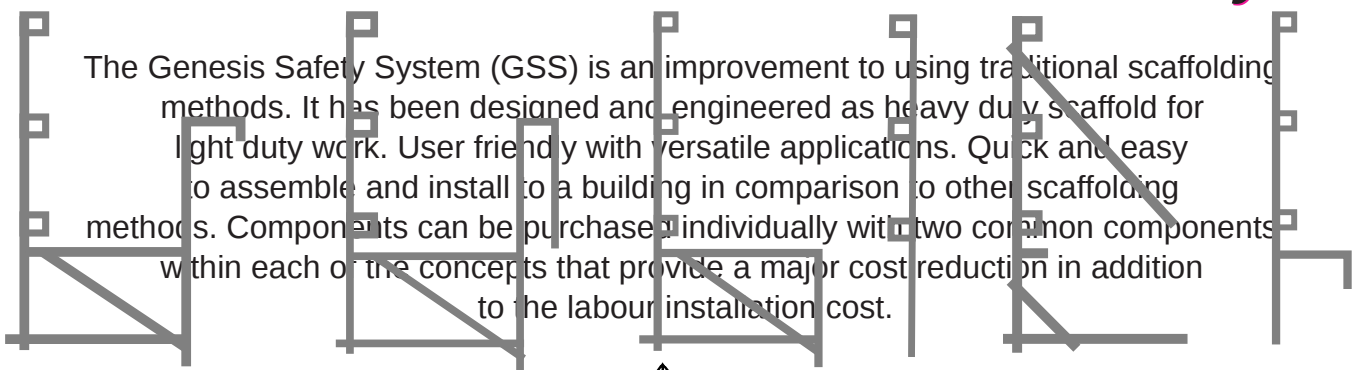 The Genesis Safety System (GSS) is an improvement to using traditional scaffolding
methods. It has been designed and engineered as heavy duty scaffold for
light duty work. User friendly with versatile applications. Quick and easy
to assemble and install to a building in comparison to other scaffolding
methods. Components can be purchased individually with two common components
within each of the concepts that provide a major cost reduction in addition
to the labour installation cost.